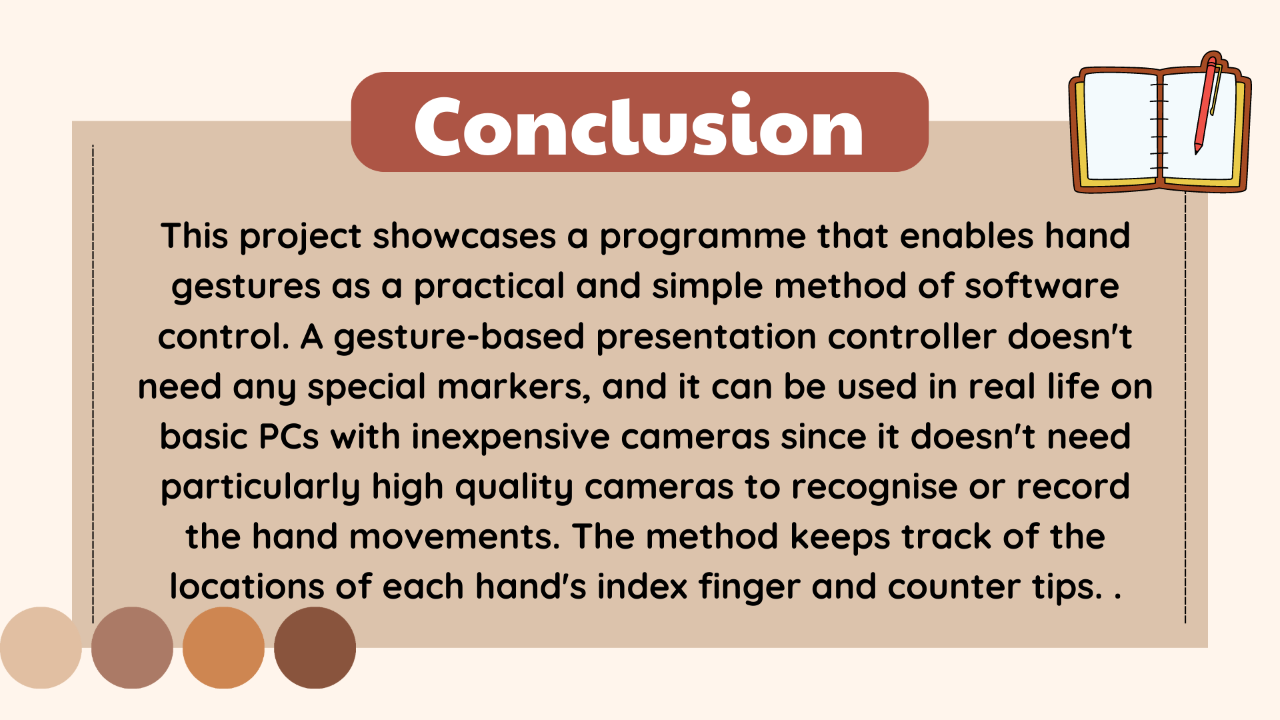 Conclusion
This project showcases a programme that enables hand
gestures as a practical and simple method of software
control. A gesture-based presentation controller doesn't
need any special markers, and it can be used in real life on
basic PCs with inexpensive cameras since it doesn't need
particularly high quality cameras to recognise or record
the hand movements. The method keeps track of the
locations of each hand's index finger and counter tips. .